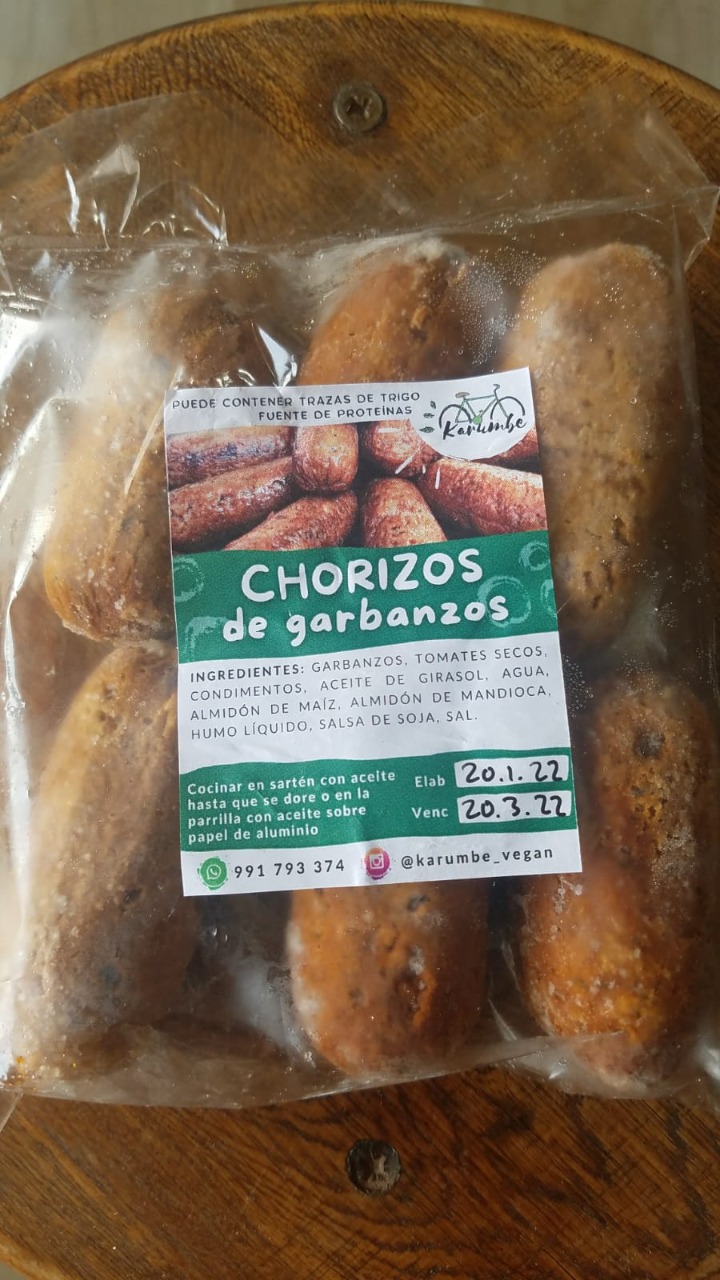 PUEDE CONTENER TRAZAS DE TRIGO
FUENTE DE PROTEÍNAS
Karumbe
CHORIZOS
de garbanzos
INGREDIENTES: GARBANZOS, TOMATES SECOS,
CONDIMENTOS, ACEITE DE GIRASOL, AGUA,
ALMIDÓN DE MAÍZ, ALMIDÓN DE MANDIOCA,
HUMO LÍQUIDO, SALSA DE SOJA, SAL.
Cocinar en sartén con aceite
hasta que se dore o en la
parrilla con aceite sobre
papel de aluminio
Elab 20.1.22
Venc 20.3.22
991 793 374 @karumbe_vegan